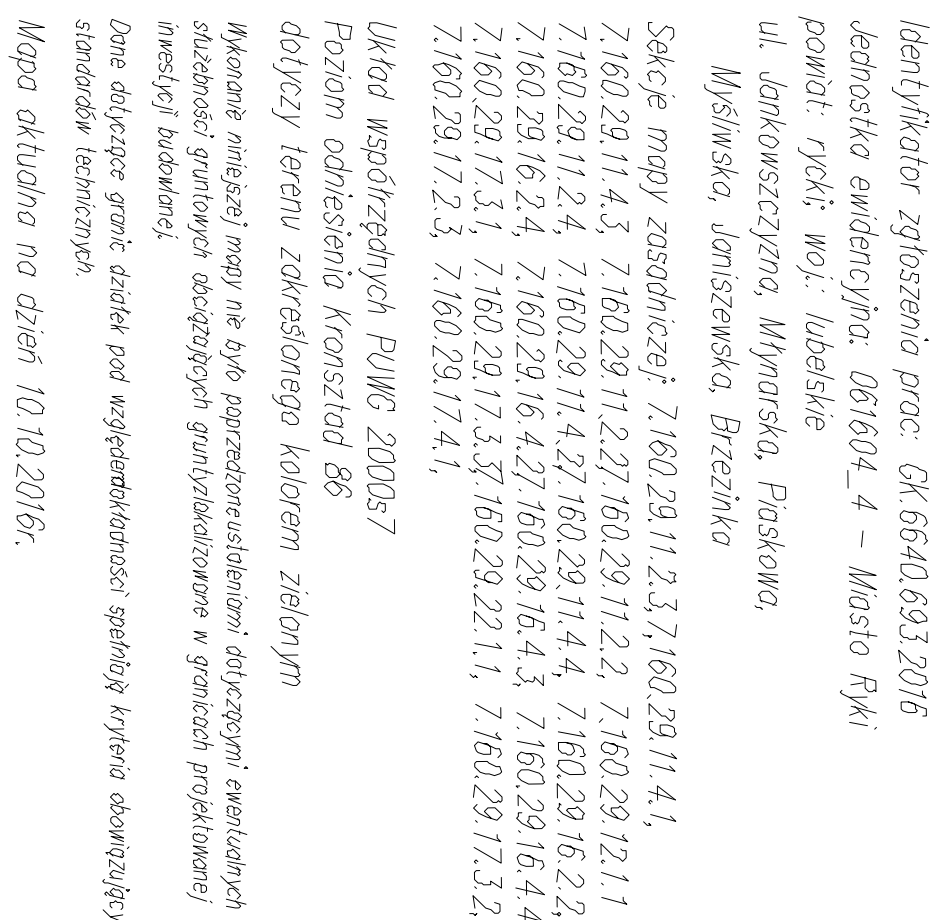 Identyfikator zgłoszenia prac: GK.6640.693.2016
Jednostka ewidencyjna: 061604_4 – Miasto Ryki
powiat: rycki; woj.: lubelskie
ul. Jankowszczyzna, Młynarska, Piaskowa,
Myśliwska, Janiszewska, Brzezinka
Sekcje mapy zasadniczej: 7.160.29.11.2.3,7.160.29.11.4.1,
7.160.29.11.4.3, 7.160.29.11.2.2,7.160.29.11.2.2, 7.160.29.12.1.1
7.160.29.11.2.4, 7.160.29.11.4.2,7.160.29.11.4.4, 7.160.29.16.2.2,
7.160.29.16.2.4, 7.160.29.16.4.2,7.160.29.16.4.3, 7.160.29.16.4.4
7.160.29.17.3.1, 7.160.29.17.3.3,7.160.29.22.1.1, 7.160.29.17.3.2,
7.160.29.17.2.3, 7.160.29.17.4.1,
Układ współrzędnych PUWG 2000s7
Poziom odniesienia Kronsztad 86
dotyczy terenu zakreślonego kolorem zielonym
Wykonanie niniejszej mapy nie było poprzedzone ustaleniami dotyczącymi ewentualnych
służebności gruntowych obciążających gruntyzlokalizowane w granicach projektowanej
inwestycji budowlanej.
Dane dotyczące granic działek pod względemdokładności spełniają kryteria obowiązujący
standardów technicznych.
Mapa aktualna na dzień 10.10.2016r.